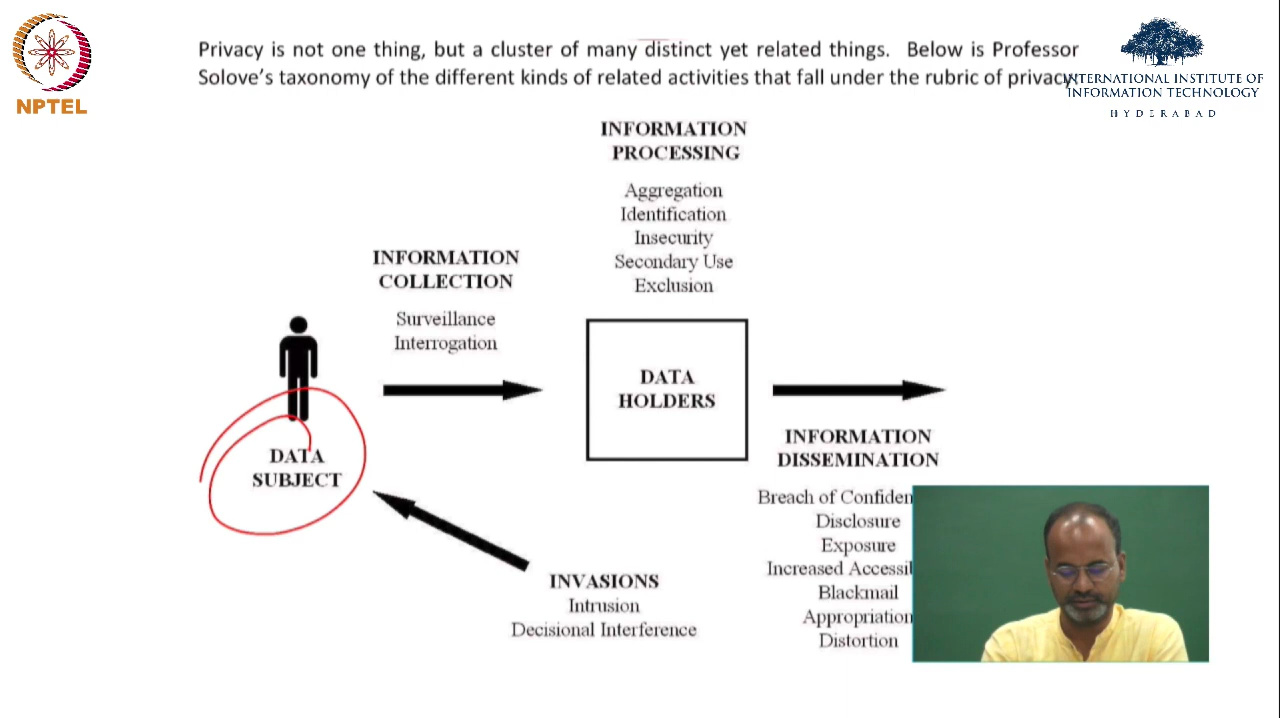 Privacy is not one thing, but a cluster of many distinct yet related things. Below is Professor
Solove's taxonomy of the different kinds of related activities that fall under the rubric of privacy
NPTEL
INTERNATIONAL INSTITUTE OF
INFORMATION TECHNOLOGY
HYDERABAD
INFORMATION
PROCESSING
Aggregation
Identification
Insecurity
Secondary Use
Exclusion
INFORMATION
COLLECTION
Surveillance
Interrogation
DATA
HOLDERS
DATA
SUBJECT
INFORMATION
DISSEMINATION
Breach of
Disclosure
Exposure
Increased
Blackmail
Appropriation
Distortion
INVASIONS
Intrusion
Decisional Interference